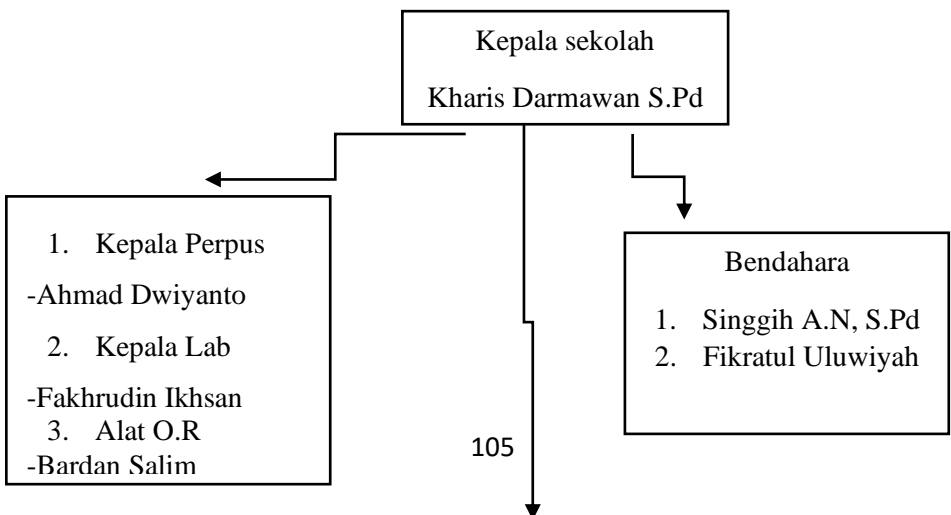 Kepala sekolah
Kharis Darmawan S.Pd
1. Kepala Perpus
-Ahmad Dwiyanto
2. Kepala Lab
-Fakhrudin Ikhsan
3. Alat O.R
-Bardan Salim
Bendahara
1. Singgih A.N, S.Pd
2. Fikratul Uluwiyah
105